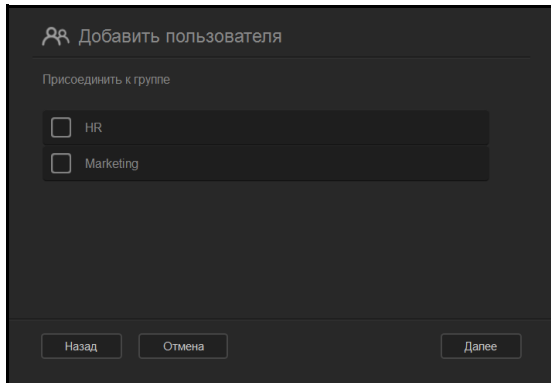 Добавить пользователя
Присоединить к группе
HR
Marketing
Назад
Отмена
Далее